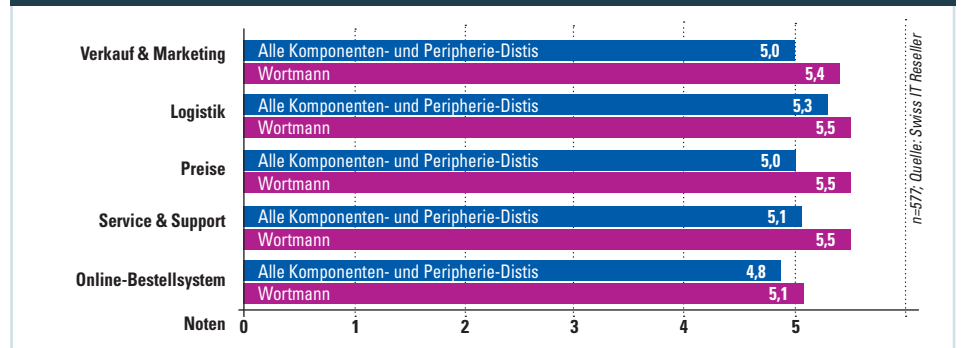 Verkauf & Marketing
Alle Komponenten- und Peripherie-Distis 5,0
Wortmann 5,4
Logistik
Alle Komponenten- und Peripherie-Distis 5,3
Wortmann 5,5
Preise
Alle Komponenten- und Peripherie-Distis 5,0
Wortmann 5,5
Service & Support
Alle Komponenten- und Peripherie-Distis 5,1
Wortmann 5,5
Online-Bestellsystem
Alle Komponenten- und Peripherie-Distis 4,8
Wortmann 5,1
Noten 0 1 2 3 4 5
n=577; Quelle: Swiss IT Reseller